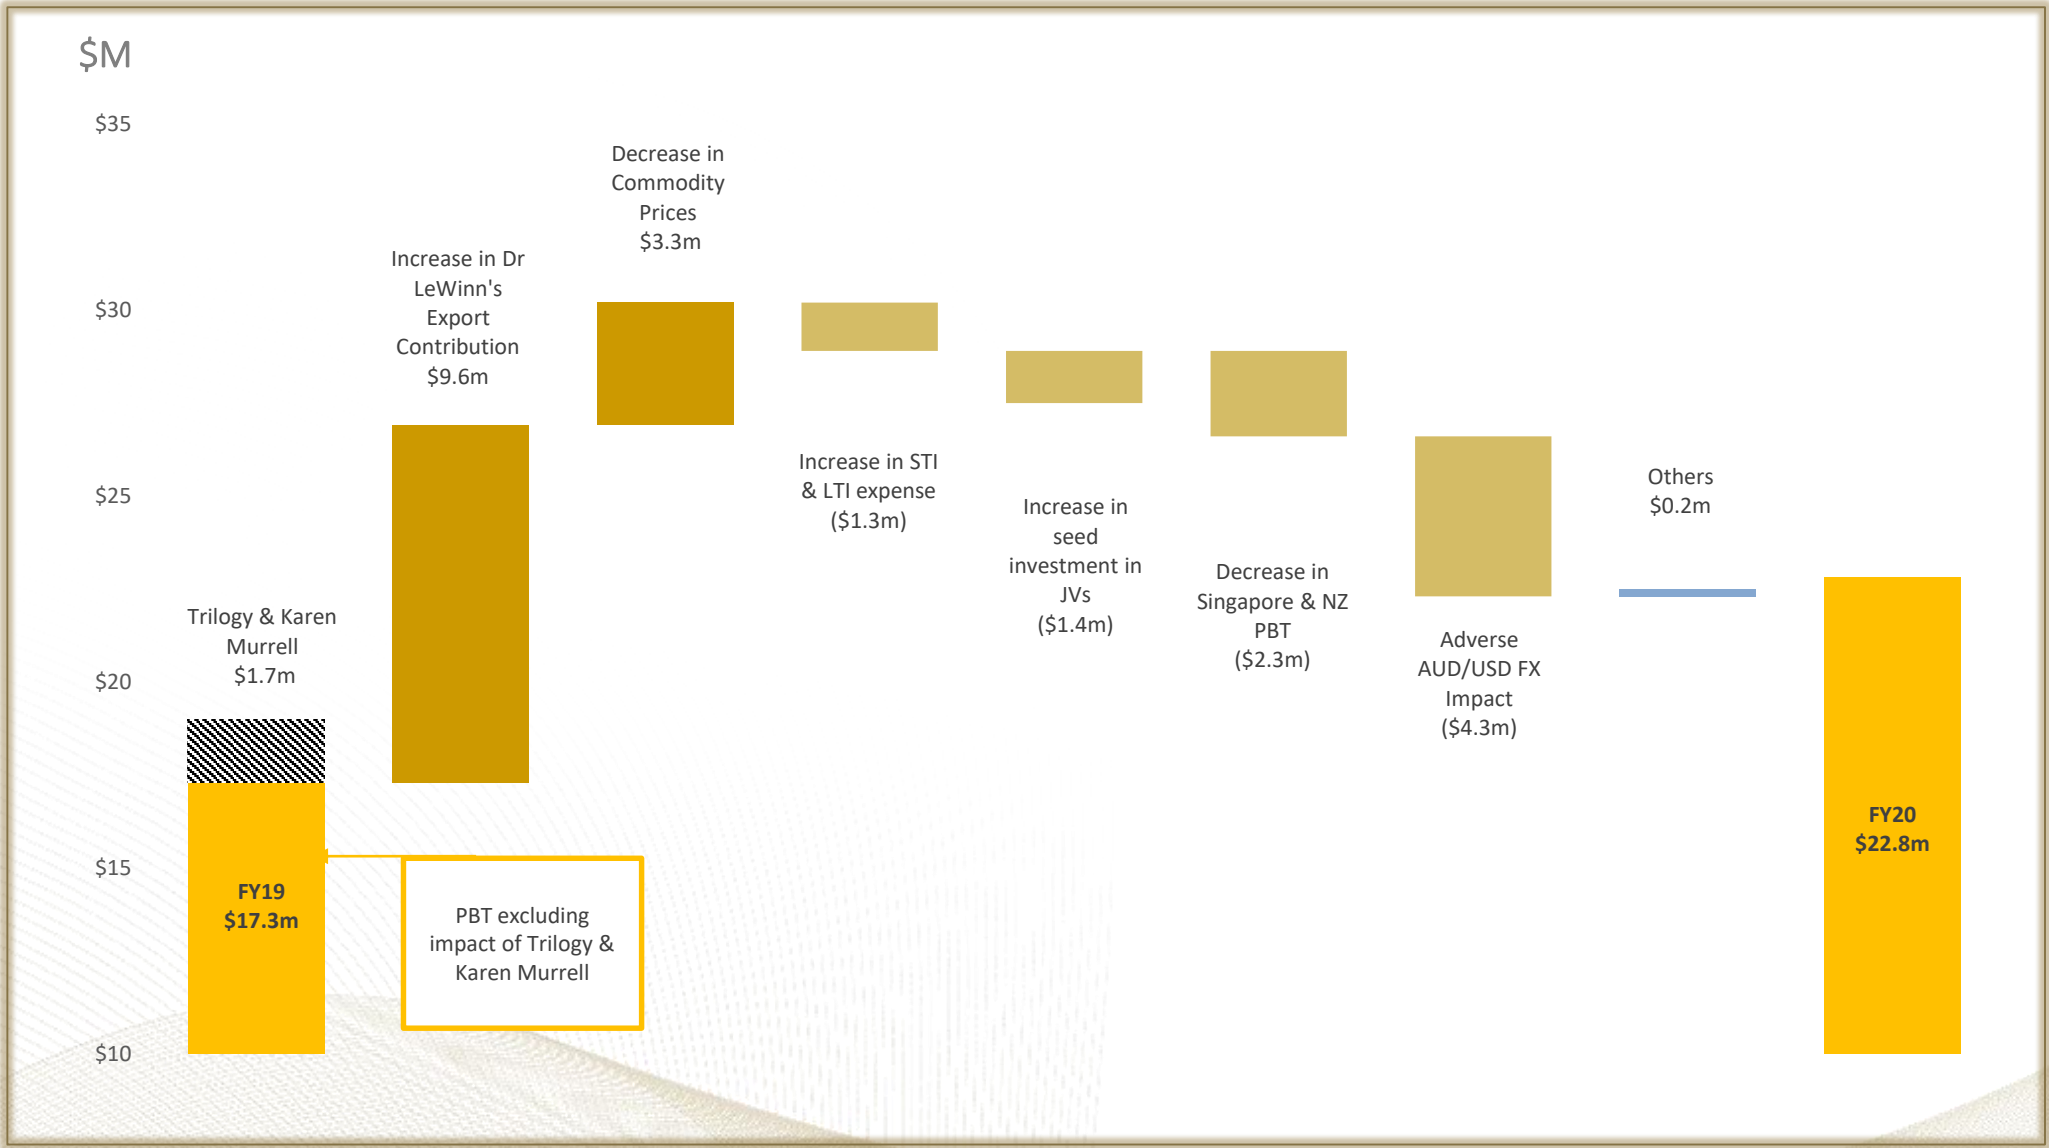 $M
$35
$30
$25
$20
$15
$10
Trilogy & Karen
Murrell
$1.7m
FY19
$17.3m
PBT excluding
impact of Trilogy &
Karen Murrell
Increase in Dr
LeWinn's
Export
Contribution
$9.6m
Decrease in
Commodity
Prices
$3.3m
Increase in STI
& LTI expense
($1.3m)
Increase in
seed
investment in
JVs
($1.4m)
Decrease in
Singapore & NZ
PBT
($2.3m)
Adverse
AUD/USD FX
Impact
($4.3m)
Others
$0.2m
FY20
$22.8m